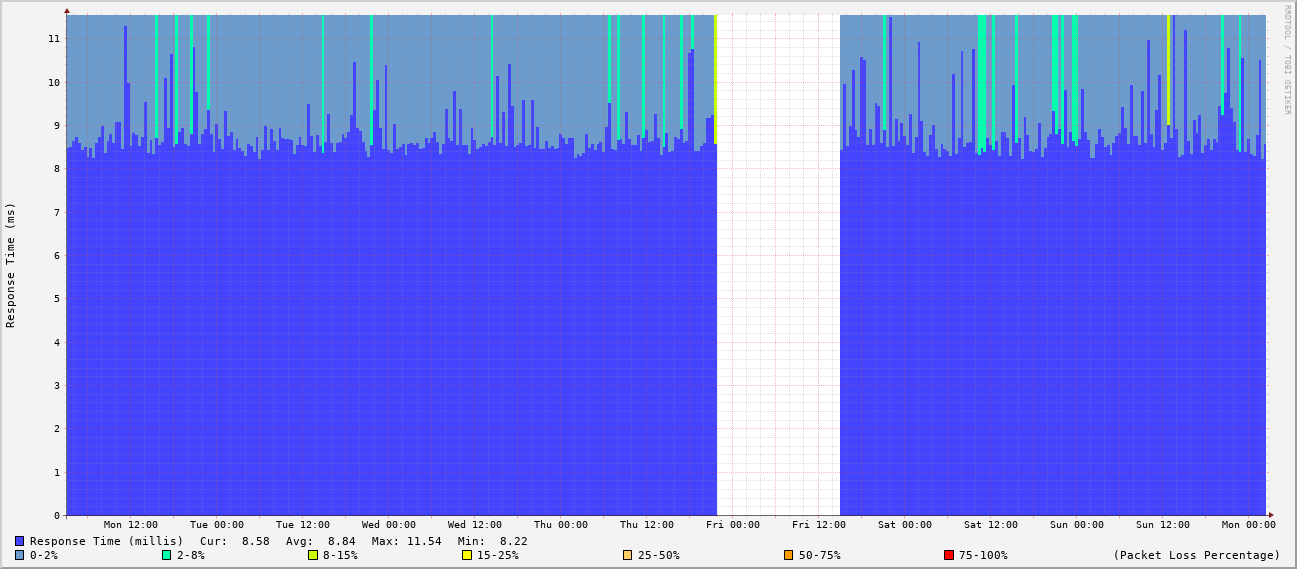 RRDTOOL / TOBI OETIKER
Response Time (ms)
11
10
9
8
7
6
5
4
3
2
1
0
Mon 12:00 Tue 00:00 Tue 12:00 Wed 00:00 Wed 12:00 Thu 00:00 Thu 12:00 Fri 00:00 Fri 12:00 Sat 00:00 Sat 12:00 Sun 00:00 Sun 12:00 Mon 00:00
Response Time (millis) Cur: 8.58 Avg: 8.84 Max: 11.54 Min: 8.22
0-2% 2-8% 8-15% 15-25% 25-50% 50-75% 75-100% (Packet Loss Percentage)